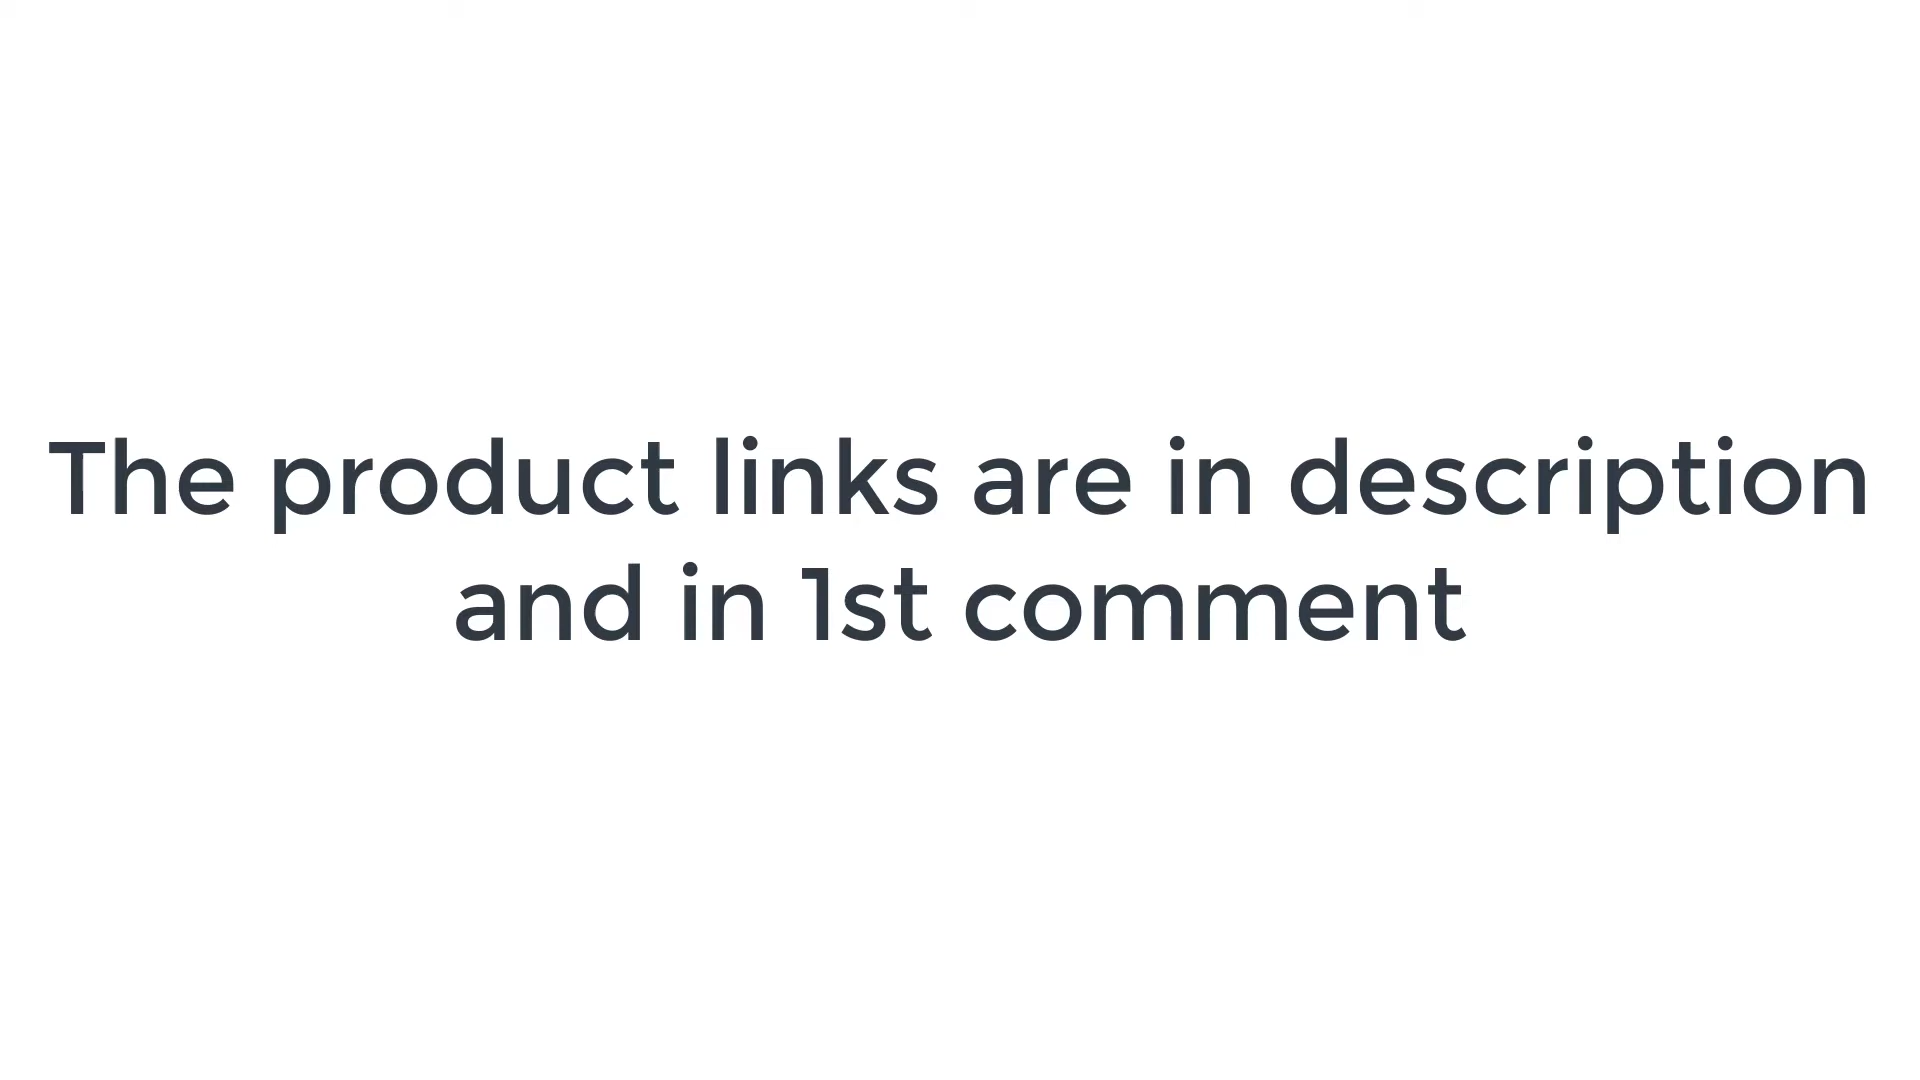 The product links are in description
and in 1st comment